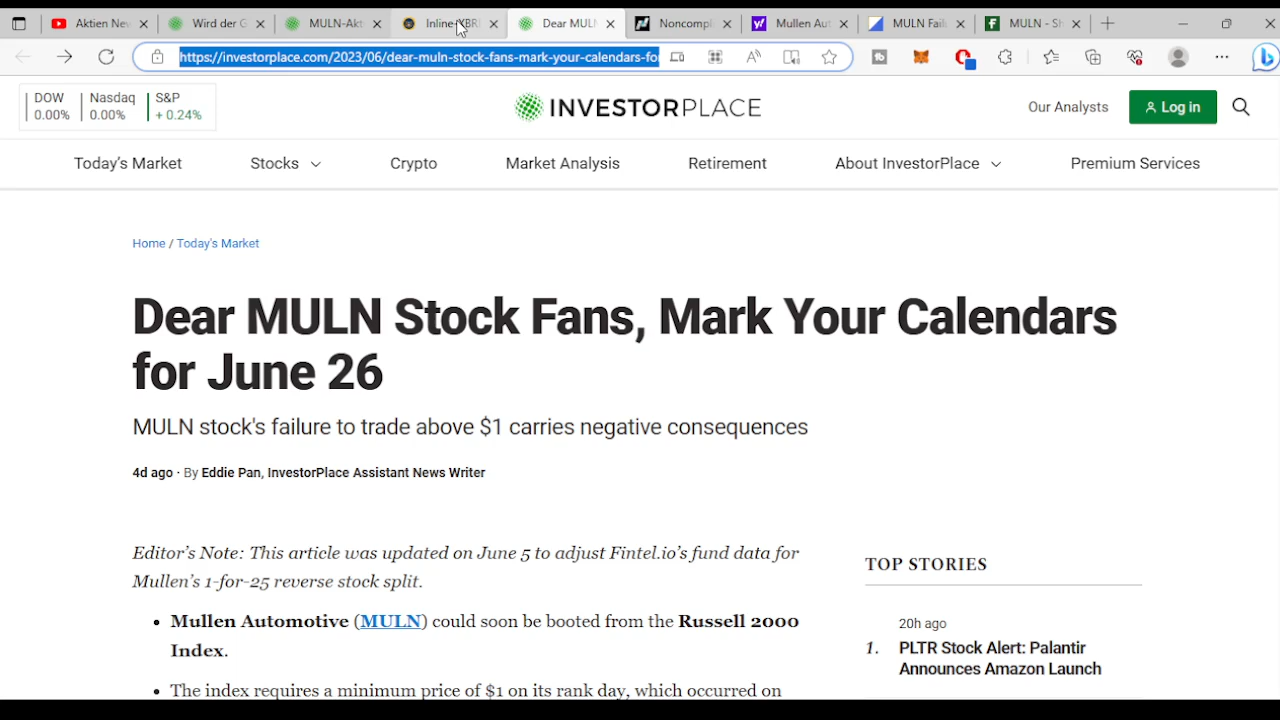 Aktien Nev
Wird der G
MULN-Akt
Inline-XBRL
Dear MULN
Noncompl
Mullen Aut
MULN Fail
MULN - Sh
https://investorplace.com/2023/06/dear-muln-stock-fans-mark-your-calendars-fo
DOW
0.00%
Nasdaq
0.00%
S&P
+ 0.24%
INVESTORPLACE
Our Analysts
Log in
Today's Market
Stocks
Crypto
Market Analysis
Retirement
About InvestorPlace
Premium Services
Home / Today's Market
Dear MULN Stock Fans, Mark Your Calendars
for June 26
MULN stock's failure to trade above $1 carries negative consequences
4d ago · By Eddie Pan, InvestorPlace Assistant News Writer
Editor's Note: This article was updated on June 5 to adjust Fintel.io's fund data for
Mullen's 1-for-25 reverse stock split.
• Mullen Automotive (MULN) could soon be booted from the Russell 2000
Index.
• The index requires a minimum price of $1 on its rank day, which occurred on
TOP STORIES
20h ago
1. PLTR Stock Alert: Palantir
Announces Amazon Launch